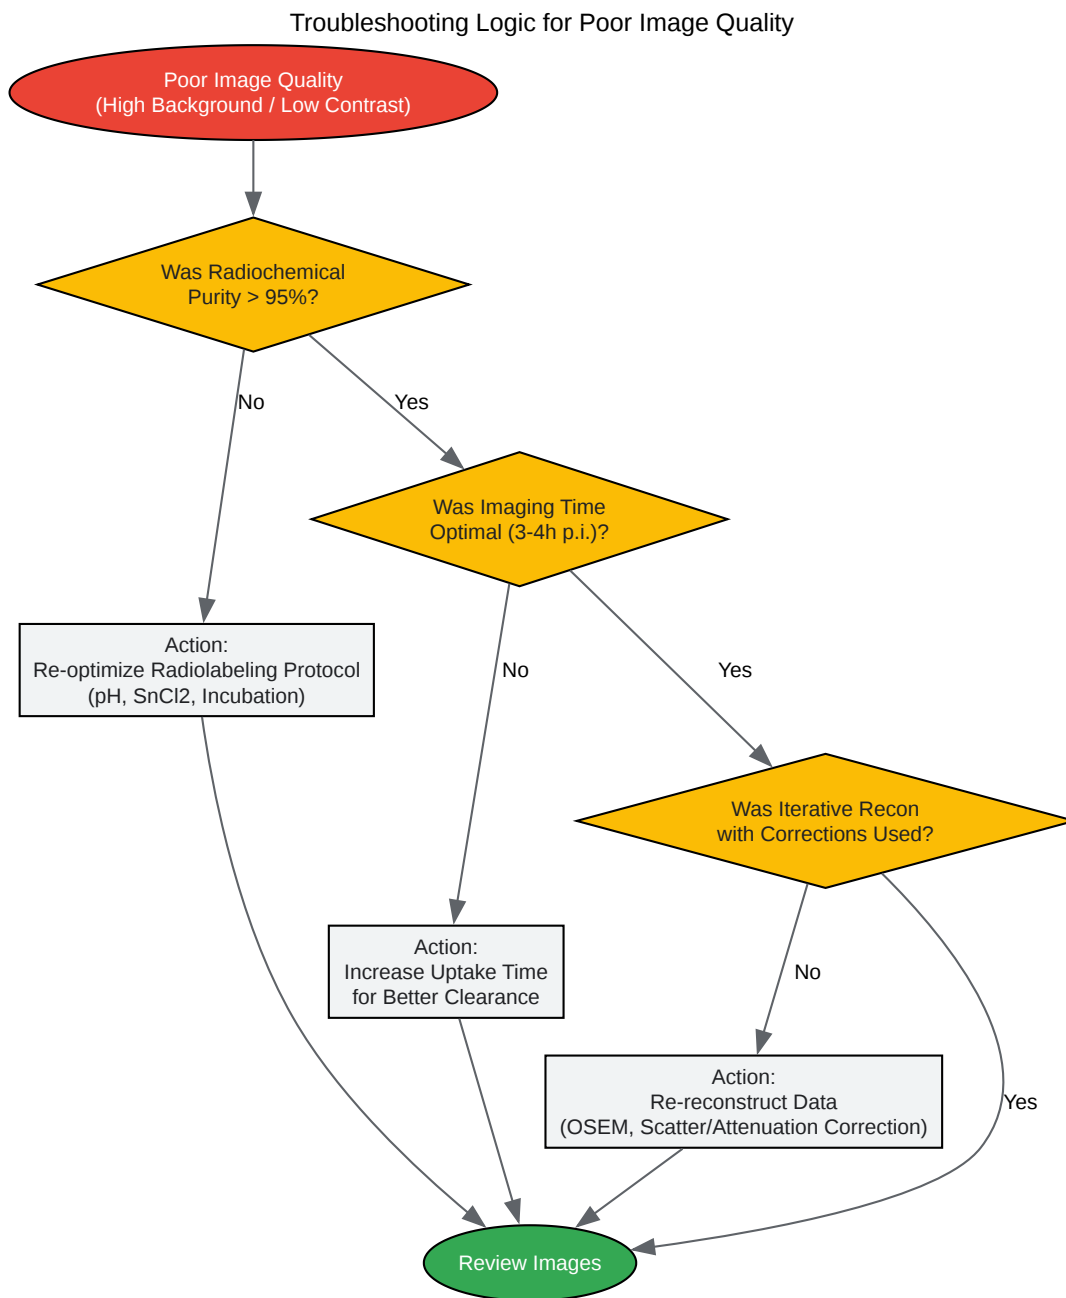 Troubleshooting Logic for Poor Image Quality
Poor Image Quality
(High Background / Low Contrast)
Was Radiochemical
Purity > 95%?
No
Yes
Was Imaging Time
Optimal (3-4h p.i.)?
Action:
Re-optimize Radiolabeling Protocol
(pH, SnCl2, Incubation)
No
Yes
Was Iterative Recon
with Corrections Used?
Action:
Increase Uptake Time
for Better Clearance
No
Action:
Re-reconstruct Data
(OSEM, Scatter/Attenuation Correction)
Yes
Review Images